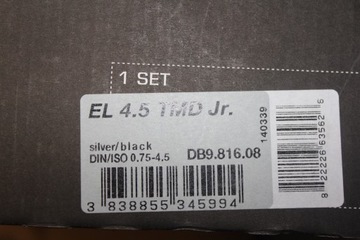 1 SET
EL 4.5 TMD Jr.
silver/black
DIN/ISO 0.75-4.5 DB9.816.08
3 838855 345994
140339
8 22226 63562 6